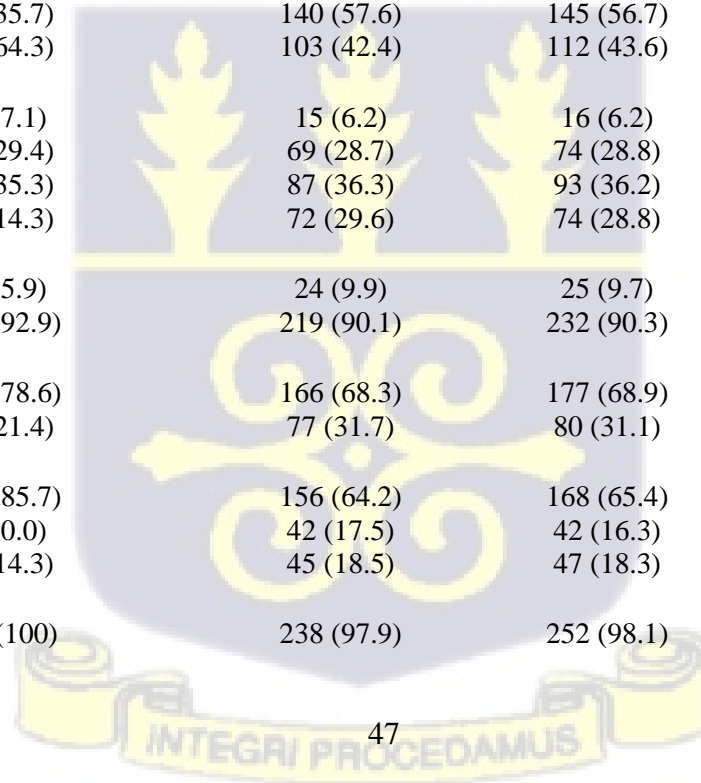 35.7) 140 (57.6) 145 (56.7)
64.3) 103 (42.4) 112 (43.6)
7.1) 15 (6.2) 16 (6.2)
29.4) 69 (28.7) 74 (28.8)
35.3) 87 (36.3) 93 (36.2)
14.3) 72 (29.6) 74 (28.8)
5.9) 24 (9.9) 25 (9.7)
92.9) 219 (90.1) 232 (90.3)
78.6) 166 (68.3) 177 (68.9)
21.4) 77 (31.7) 80 (31.1)
85.7) 156 (64.2) 168 (65.4)
0.0) 42 (17.5) 42 (16.3)
14.3) 45 (18.5) 47 (18.3)
(100) 238 (97.9) 252 (98.1)
47
INTEGRI PROCEDAMUS